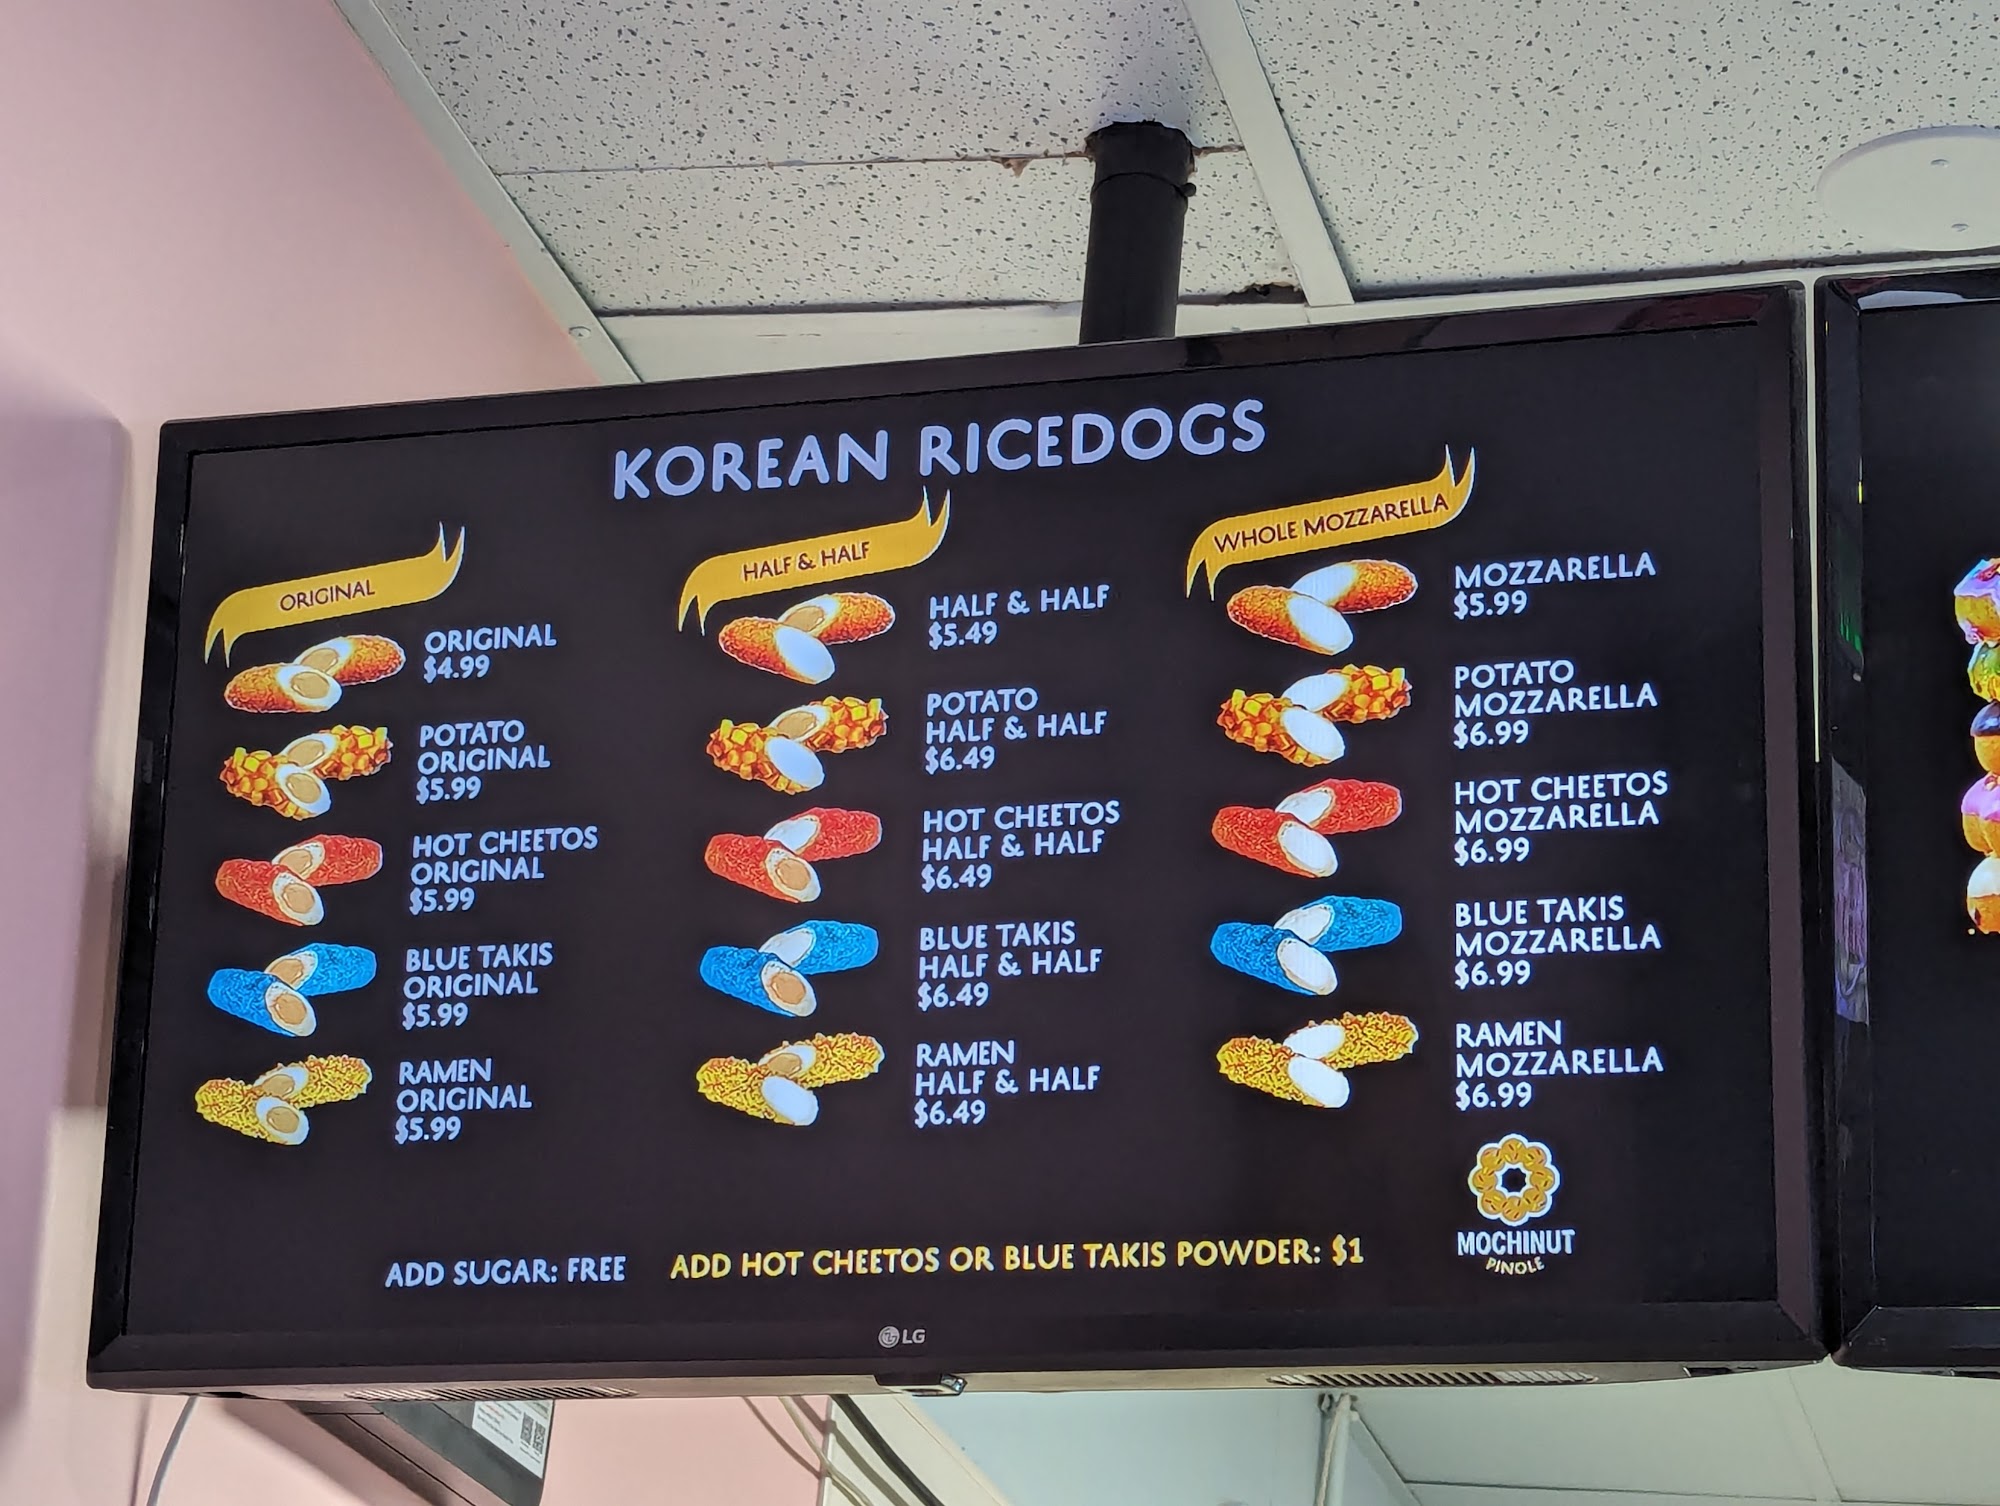 KOREAN RICEDOGS
ORIGINAL
ORIGINAL
$4.99
POTATO
ORIGINAL
$5.99
HOT CHEETOS
ORIGINAL
$5.99
BLUE TAKIS
ORIGINAL
$5.99
RAMEN
ORIGINAL
$5.99
HALF & HALF
HALF & HALF
$5.49
POTATO
HALF & HALF
$6.49
HOT CHEETOS
HALF & HALF
$6.49
BLUE TAKIS
HALF & HALF
$6.49
RAMEN
HALF & HALF
$6.49
WHOLE MOZZARELLA
MOZZARELLA
$5.99
POTATO
MOZZARELLA
$6.99
HOT CHEETOS
MOZZARELLA
$6.99
BLUE TAKIS
MOZZARELLA
$6.99
RAMEN
MOZZARELLA
$6.99
ADD SUGAR: FREE
ADD HOT CHEETOS OR BLUE TAKIS POWDER: $1
MOCHINUT
PINOLE
LG